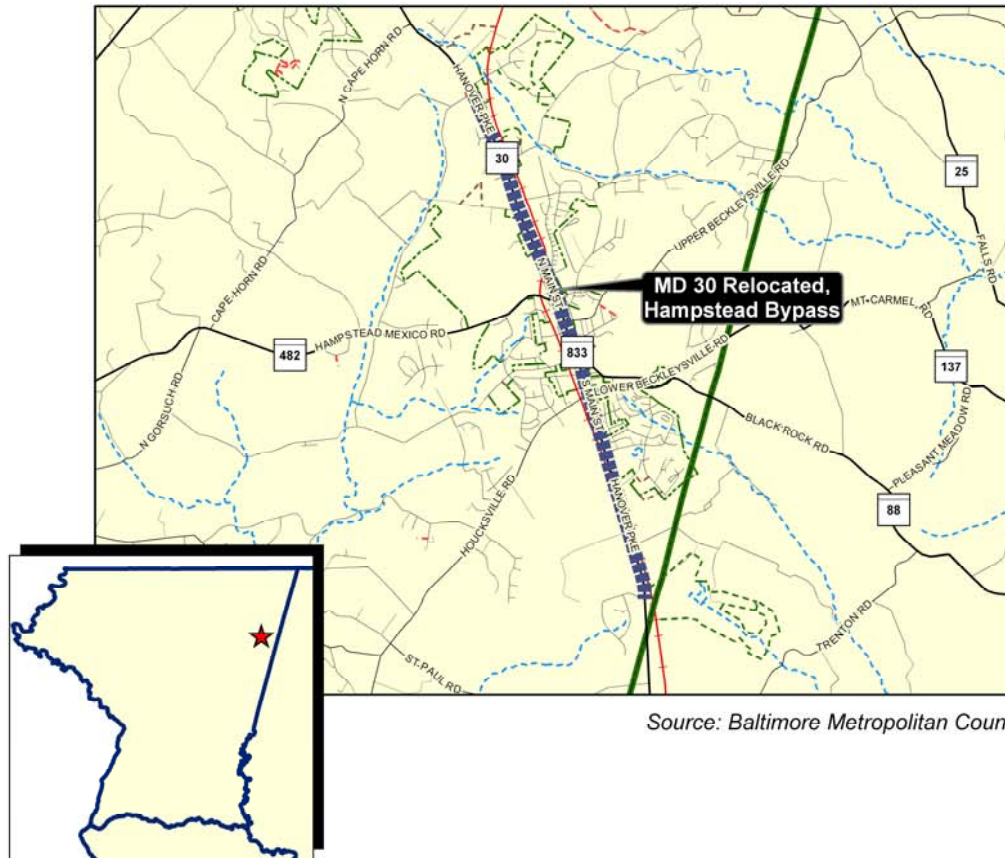 N CAPE HORN RD
HANOVER PKE
30
25
UPPER BECKLEYSVILLE RD
FALLS RD
N MAIN ST
MD 30 Relocated,
Hampstead Bypass
CAPE HORN RD
MT CARMEL RD
HAMPSTEAD MEXICO RD
482
833
137
LOWER BECKLEYSVILLE RD
S MAIN ST
N GORSUCH RD
BLACK ROCK RD
PLEASANT MEADOW RD
HOUCKSVILLE RD
HANOVER PKE
88
TRENTON RD
ST PAUL RD
Source: Baltimore Metropolitan Coun